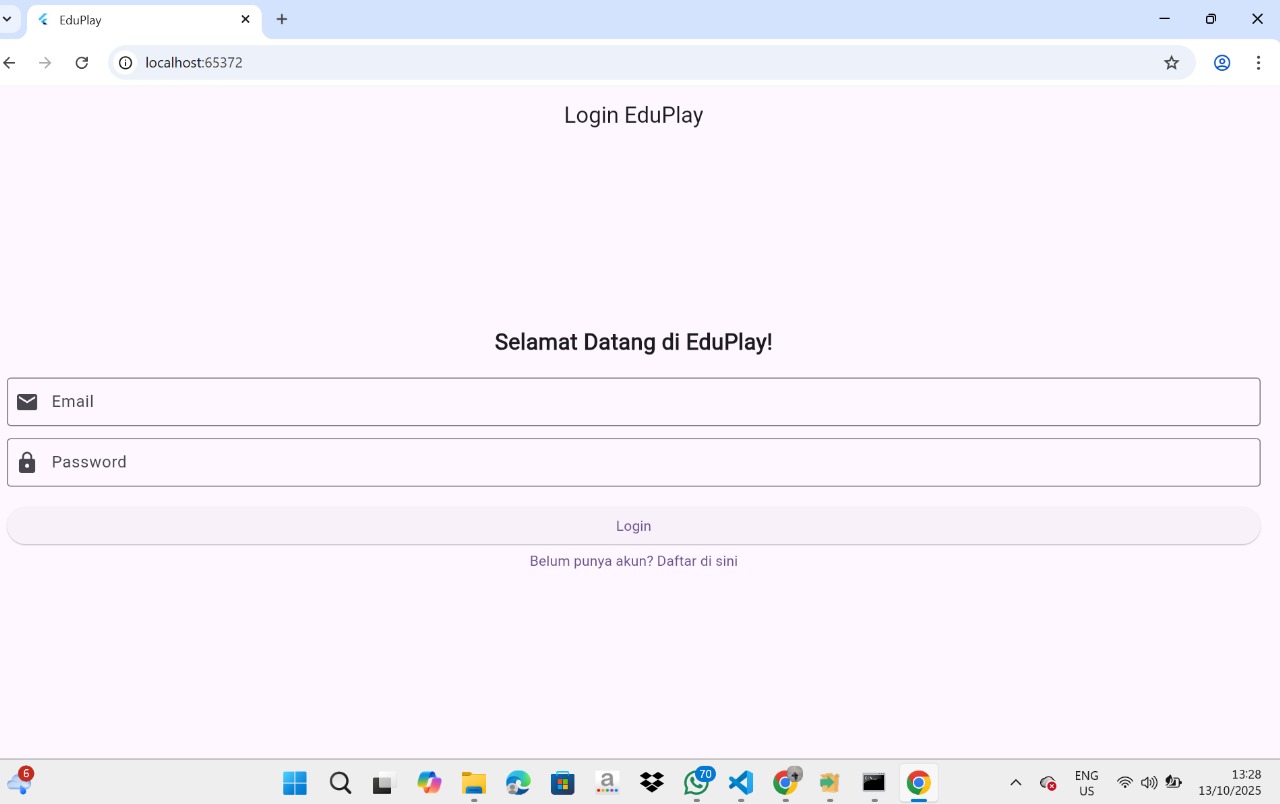 EduPlay
localhost:65372
Login EduPlay
Selamat Datang di EduPlay!
Email
Password
Login
Belum punya akun? Daftar di sini
6
a
70
ENG
US
13:28
13/10/2025